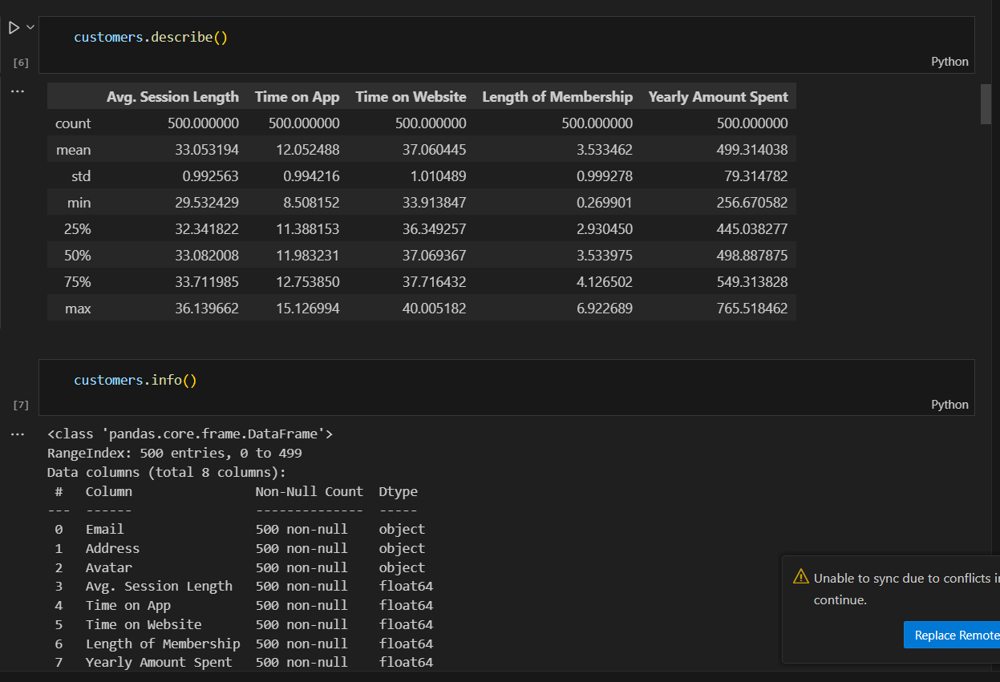 customers.describe()
[6]
Python
...
Avg. Session Length Time on App Time on Website Length of Membership Yearly Amount Spent
count 500.000000 500.000000 500.000000 500.000000 500.000000
mean 33.053194 12.052488 37.060445 3.533462 499.314038
std 0.992563 0.994216 1.010489 0.999278 79.314782
min 29.532429 8.508152 33.913847 0.269901 256.670582
25% 32.341822 11.388153 36.349257 2.930450 445.038277
50% 33.082008 11.983231 37.069367 3.533975 498.887875
75% 33.711985 12.753850 37.716432 4.126502 549.313828
max 36.139662 15.126994 40.005182 6.922689 765.518462
customers.info()
[7]
Python
...
<class 'pandas.core.frame.DataFrame'>
RangeIndex: 500 entries, 0 to 499
Data columns (total 8 columns):
# Column Non-Null Count Dtype
--- ------ -------------- -----
0 Email 500 non-null object
1 Address 500 non-null object
2 Avatar 500 non-null object
3 Avg. Session Length 500 non-null float64
4 Time on App 500 non-null float64
5 Time on Website 500 non-null float64
6 Length of Membership 500 non-null float64
7 Yearly Amount Spent 500 non-null float64
Unable to sync due to conflicts
continue.
Replace Remote